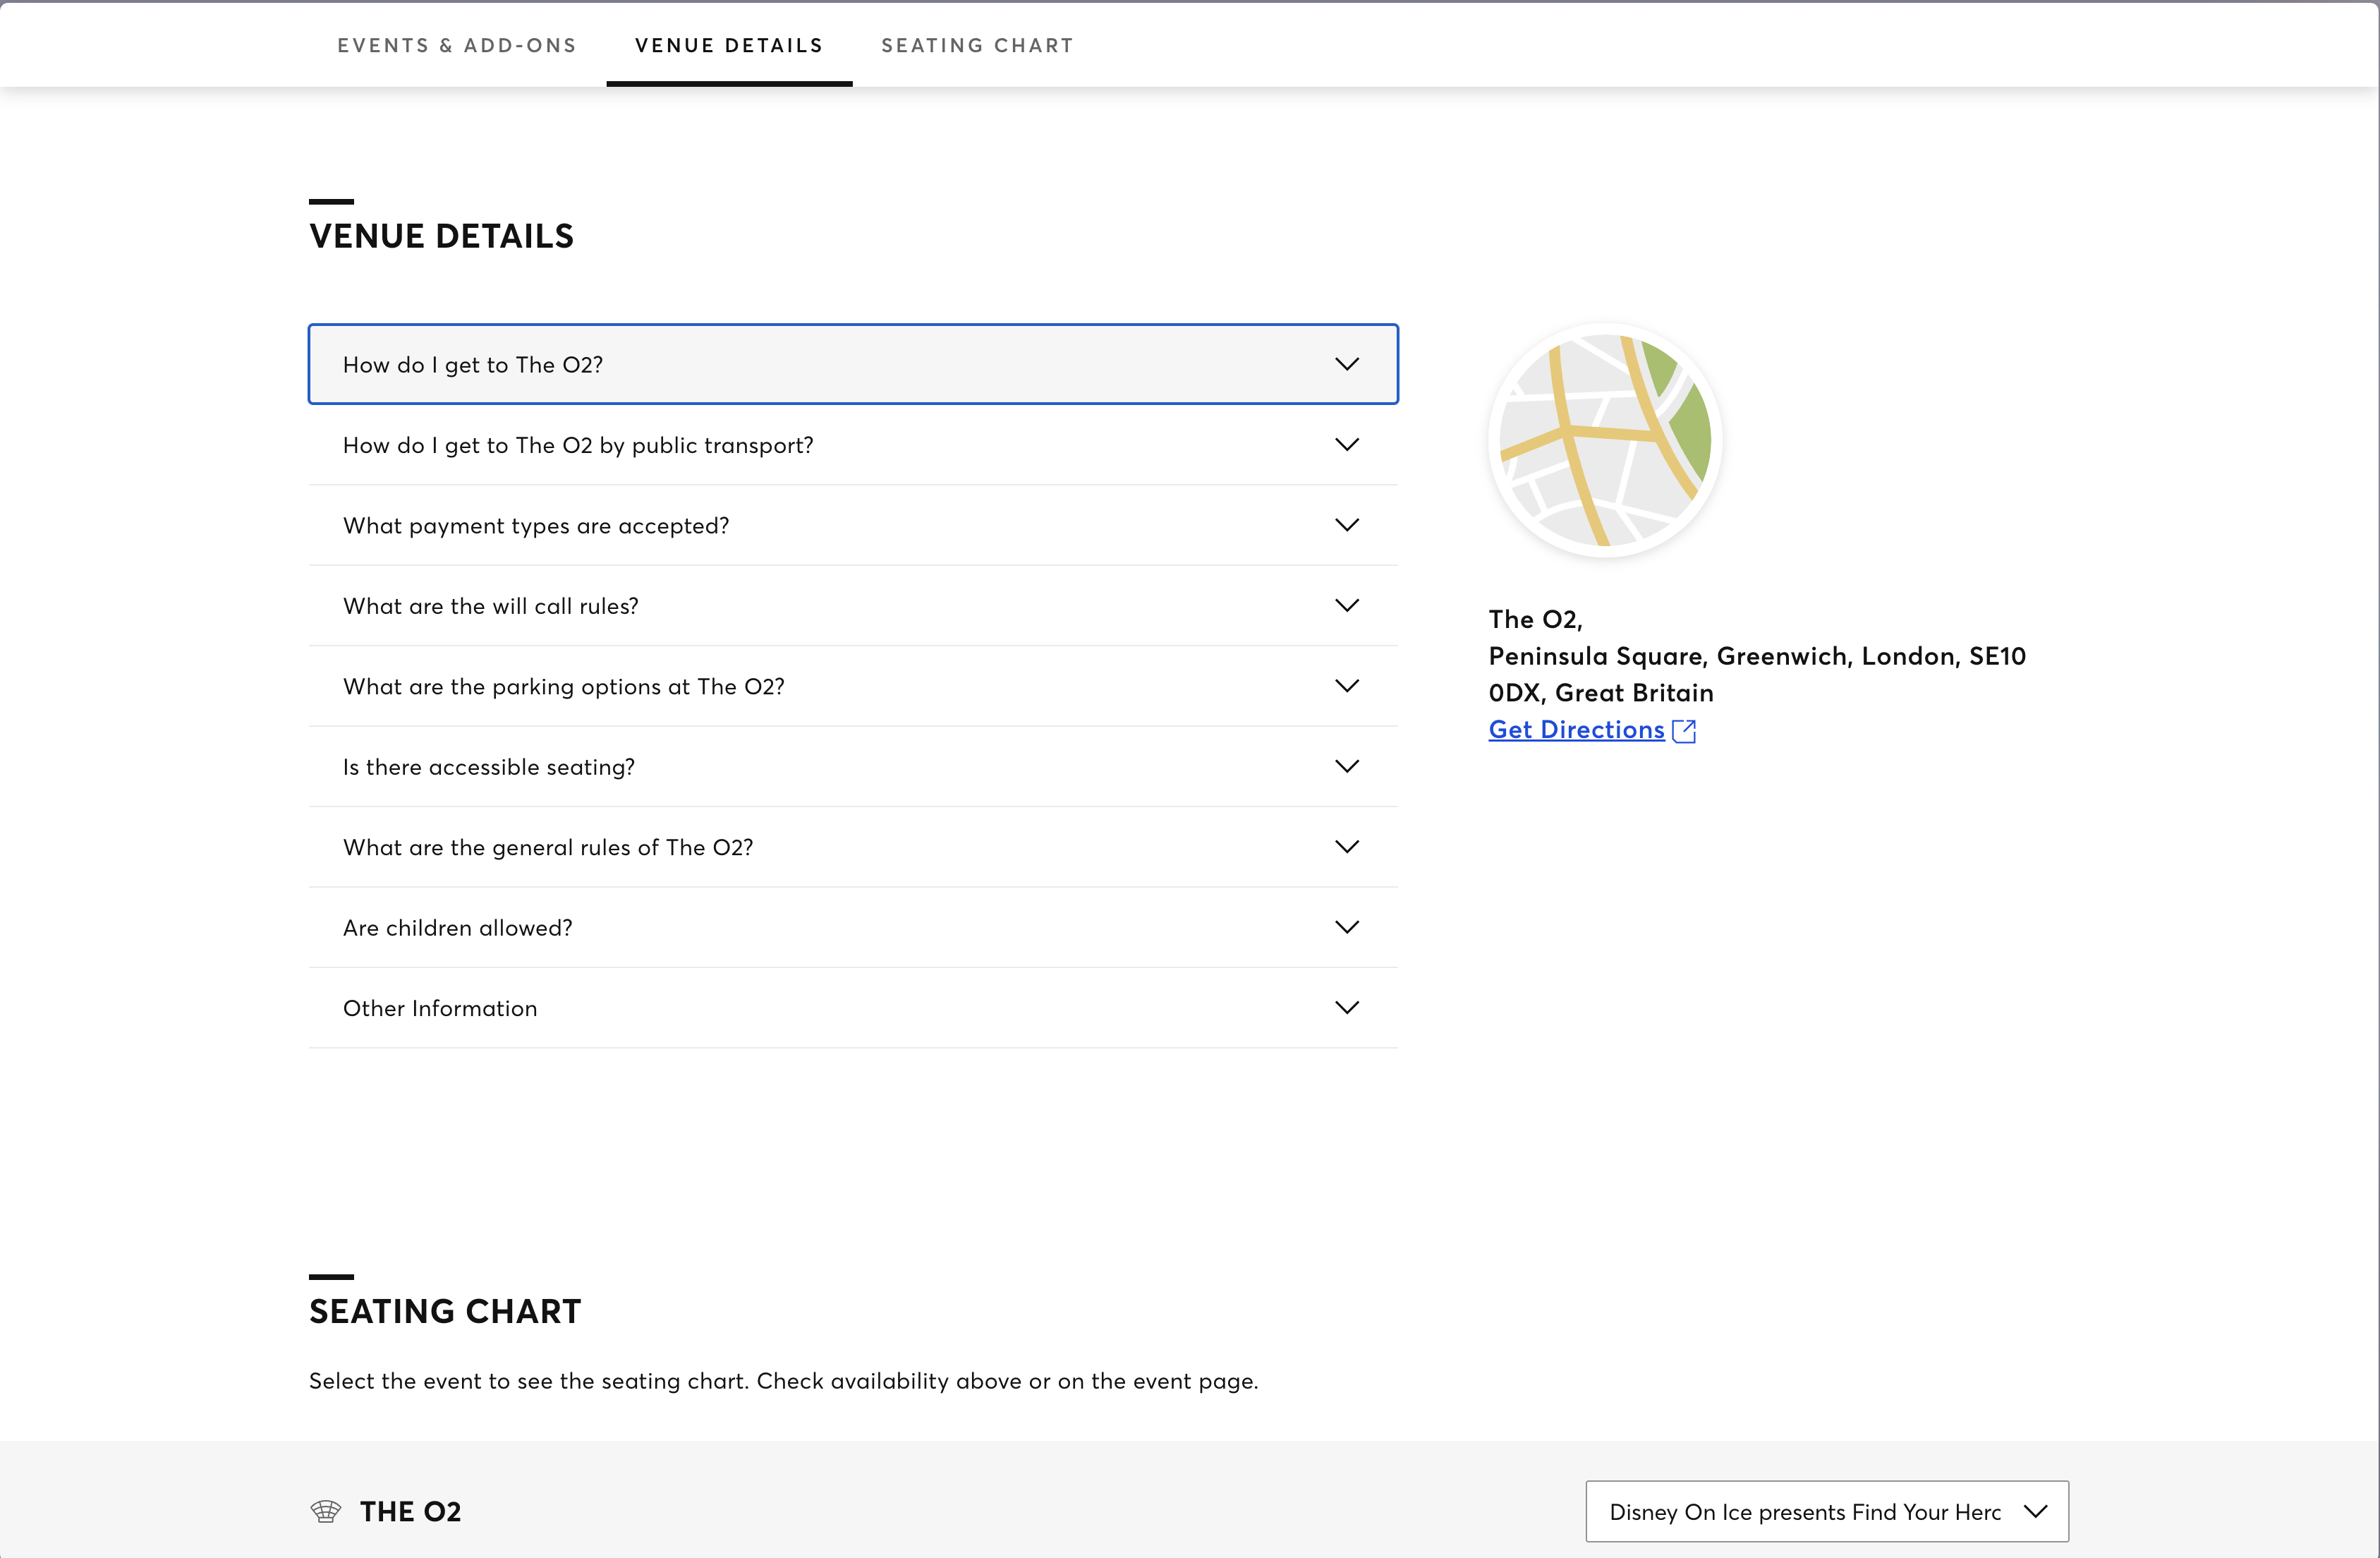 EVENTS & ADD-ONS
VENUE DETAILS
SEATING CHART
VENUE DETAILS
How do I get to The O2?
How do I get to The O2 by public transport?
What payment types are accepted?
What are the will call rules?
What are the parking options at The O2?
Is there accessible seating?
What are the general rules of The O2?
Are children allowed?
Other Information
The O2,
Peninsula Square, Greenwich, London, SE10
0DX, Great Britain
Get Directions
SEATING CHART
Select the event to see the seating chart. Check availability above or on the event page.
THE O2
Disney On Ice presents Find Your Herc